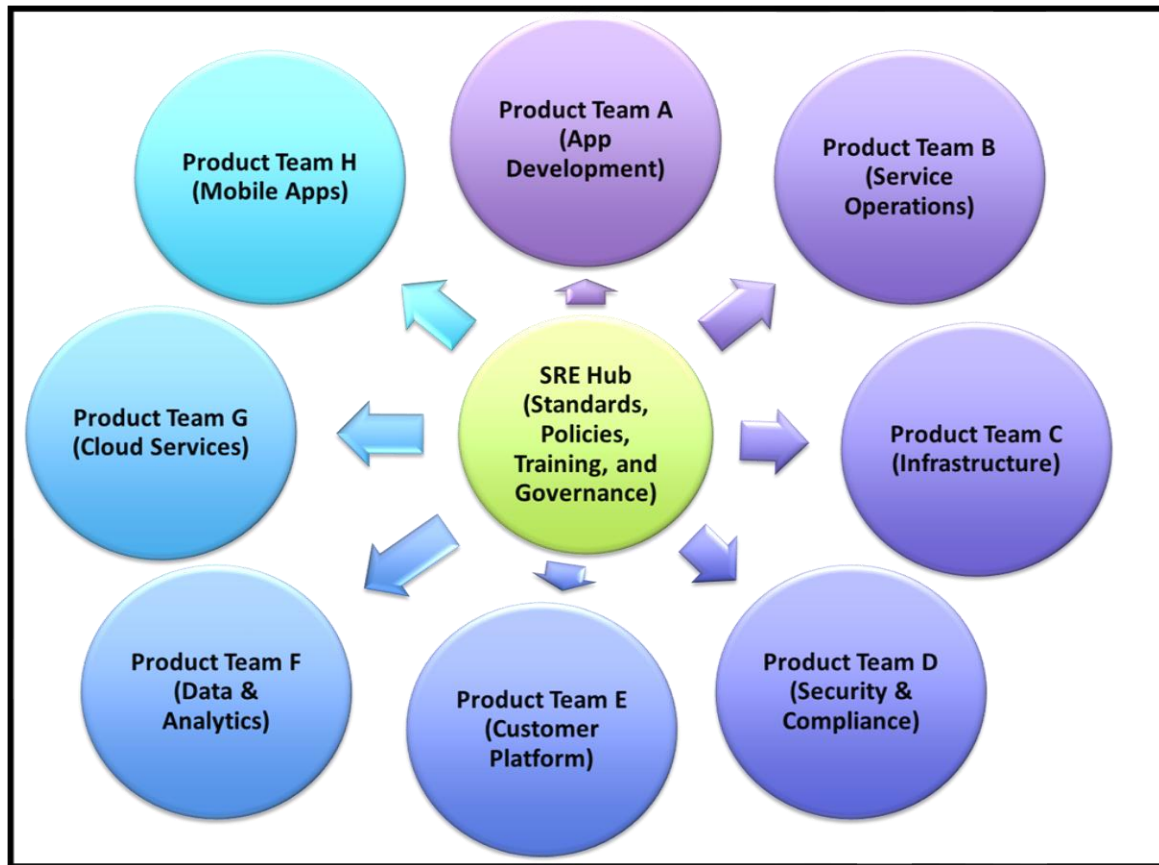 Product Team A
(App
Development)
Product Team B
(Service
Operations)
Product Team C
(Infrastructure)
Product Team D
(Security &
Compliance)
Product Team E
(Customer
Platform)
Product Team F
(Data &
Analytics)
Product Team G
(Cloud Services)
Product Team H
(Mobile Apps)
SRE Hub
(Standards,
Policies,
Training, and
Governance)